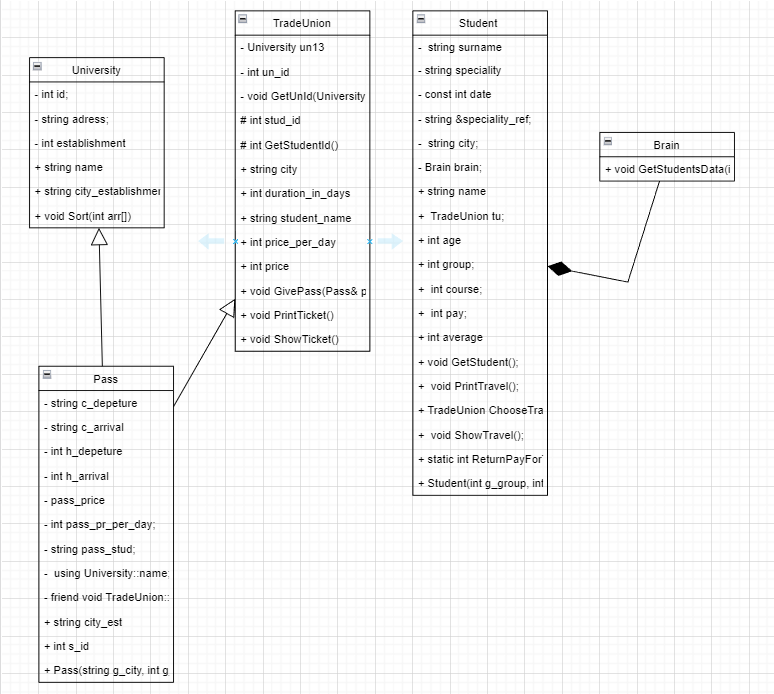 University
- int id;
- string adress;
- int establishment
+ string name
+ string city_establishmen
+ void Sort(int arr[])
TradeUnion
- University un13
- int un_id
- void GetUnId(University
# int stud_id
# int GetStudentId()
+ string city
+ int duration_in_days
+ string student_name
+ int price_per_day
+ int price
+ void GivePass(Pass& p
+ void PrintTicket()
+ void ShowTicket()
Student
- string surname
- string speciality
- const int date
- string &speciality_ref;
- string city;
- Brain brain;
+ string name
+ TradeUnion tu;
+ int age
+ int group;
+ int course;
+ int pay;
+ int average
+ void GetStudent();
+ void PrintTravel();
+ TradeUnion ChooseTra
+ void ShowTravel();
+ static int ReturnPayFor
+ Student(int g_group, int
Brain
+ void GetStudentsData(i
Pass
- string c_depeture
- string c_arrival
- int h_depeture
- int h_arrival
- pass_price
- int pass_pr_per_day;
- string pass_stud;
- using University::name;
- friend void TradeUnion::
+ string city_est
+ int s_id
+ Pass(string g_city, int g